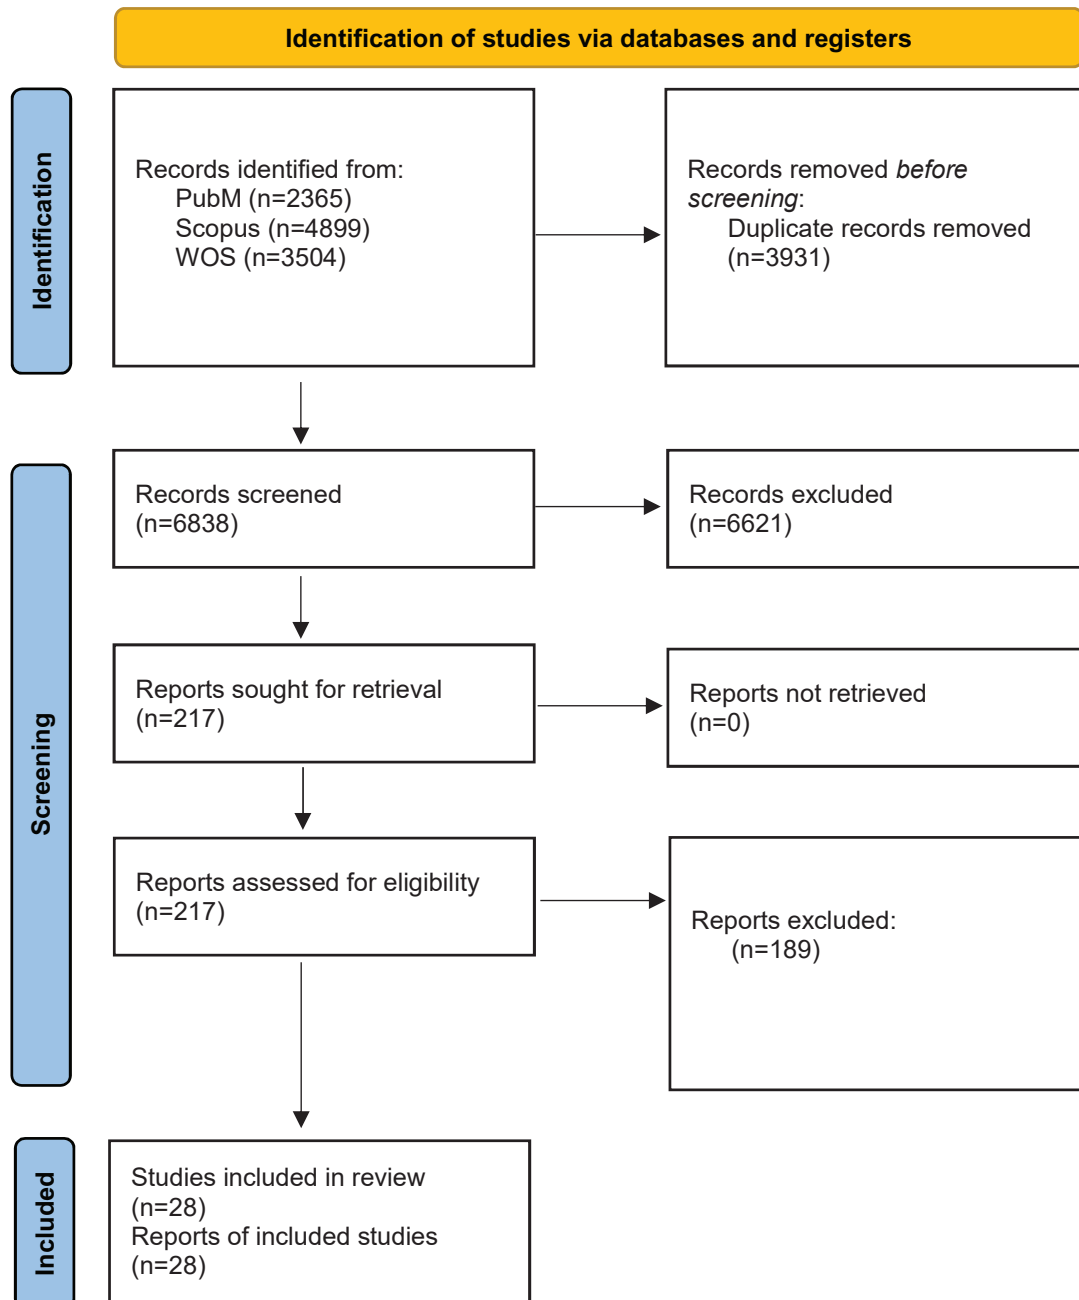 Identification of studies via databases and registers
Identification
Records identified from:
PubM (n=2365)
Scopus (n=4899)
WOS (n=3504)
Records removed before
screening:
Duplicate records removed
(n=3931)
Screening
Records screened
(n=6838)
Records excluded
(n=6621)
Reports sought for retrieval
(n=217)
Reports not retrieved
(n=0)
Reports assessed for eligibility
(n=217)
Reports excluded:
(n=189)
Included
Studies included in review
(n=28)
Reports of included studies
(n=28)